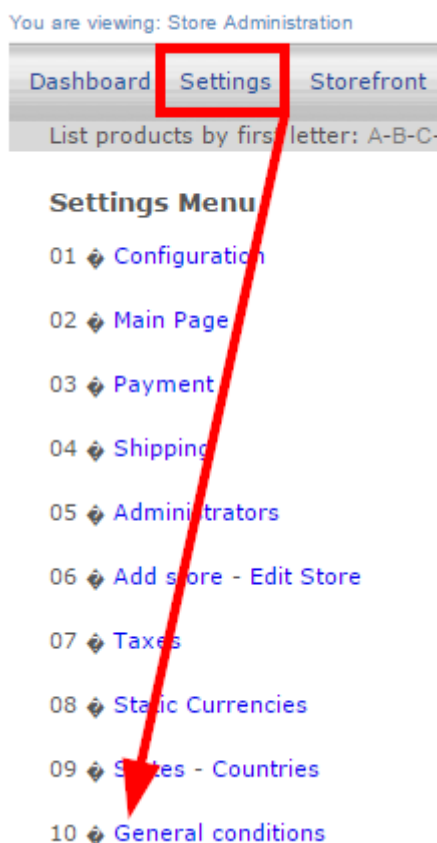 You are viewing: Store Administration
Dashboard Settings Storefront
List products by first letter: A-B-C-
Settings Menu
01 � Configuration
02 � Main Page
03 � Payment
04 � Shipping
05 � Administrators
06 � Add store - Edit Store
07 � Taxes
08 � Static Currencies
09 � States - Countries
10 � General conditions